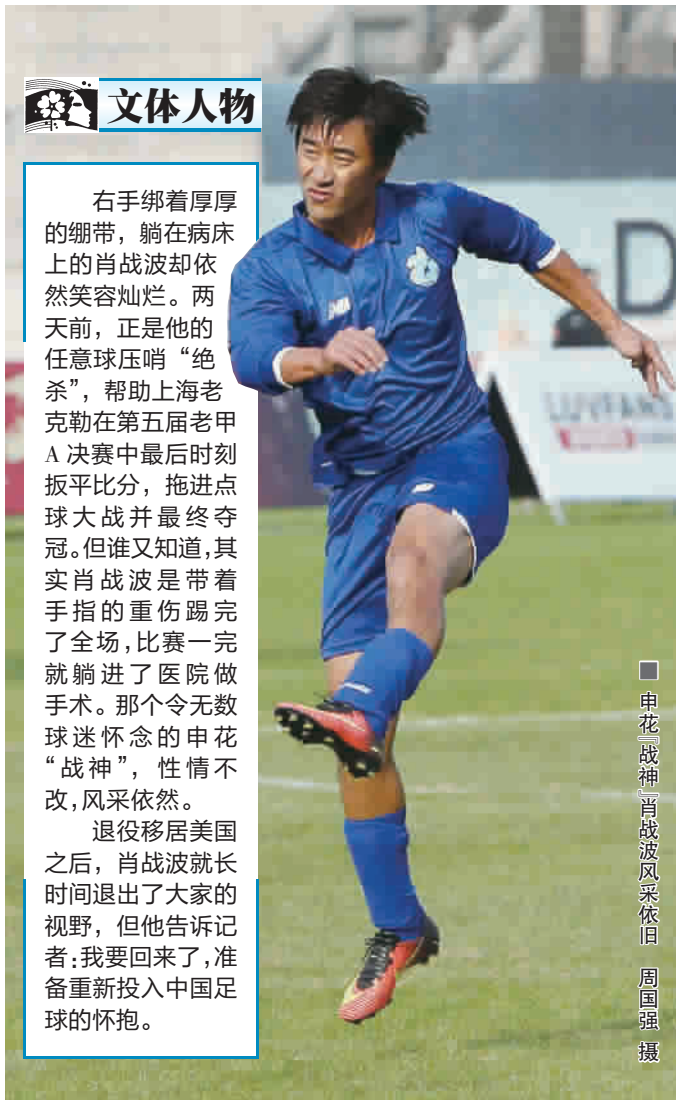 文体人物
右手绑着厚厚
的绷带，躺在病床
上的肖战波却依
然笑容灿烂。两
天前，正是他的
任意球压哨“绝
杀”，帮助上海老
克勒在第五届老甲
A 决赛中最后时刻
扳平比分，拖进点
球大战并最终夺
冠。但谁又知道，其
实肖战波是带着
手指的重伤踢完
了全场，比赛一完
就躺进了医院做
手术。那个令无数
球迷怀念的申花
“战神”，性情不
改，风采依然。
退役移居美国
之后，肖战波就长
时间退出了大家的
视野，但他告诉记
者：我要回来了，准
备重新投入中国足
球的怀抱。
D
LUVFANS
■ 申花『战神』肖战波风采依旧 周国强 摄